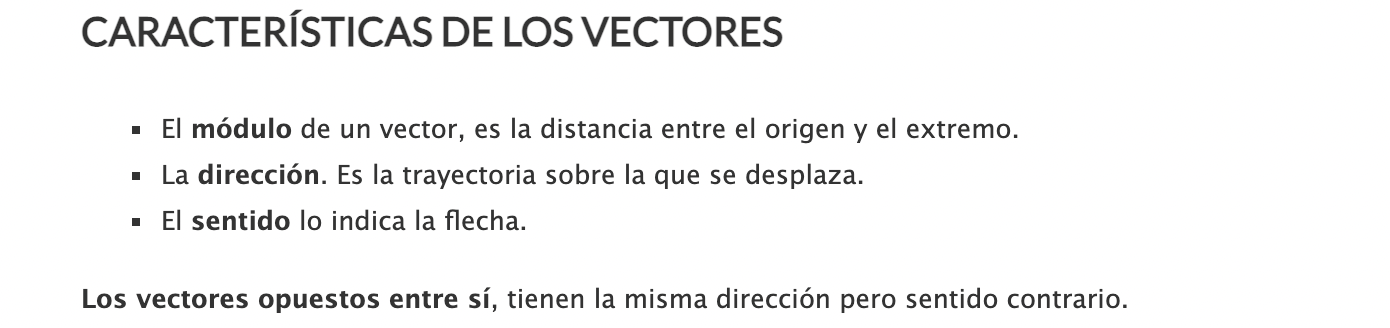 CARACTERÍSTICAS DE LOS VECTORES
▪ El módulo de un vector, es la distancia entre el origen y el extremo.
▪ La dirección. Es la trayectoria sobre la que se desplaza.
▪ El sentido lo indica la flecha.
Los vectores opuestos entre sí, tienen la misma dirección pero sentido contrario.